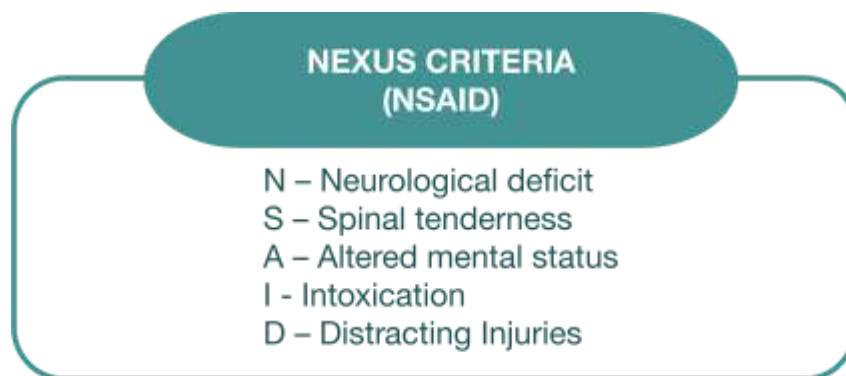 NEXUS CRITERIA
(NSAID)
N – Neurological deficit
S – Spinal tenderness
A – Altered mental status
I - Intoxication
D – Distracting Injuries